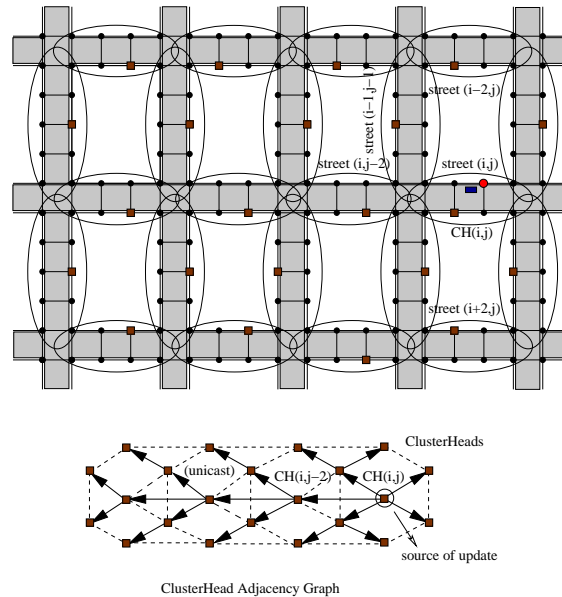 street (i−2,j)
street (i−1,j−1)
street (i,j−2)
street (i,j)
CH(i,j)
street (i+2,j)
ClusterHeads
(unicast)
CH(i,j−2)
CH(i,j)
source of update
ClusterHead Adjacency Graph